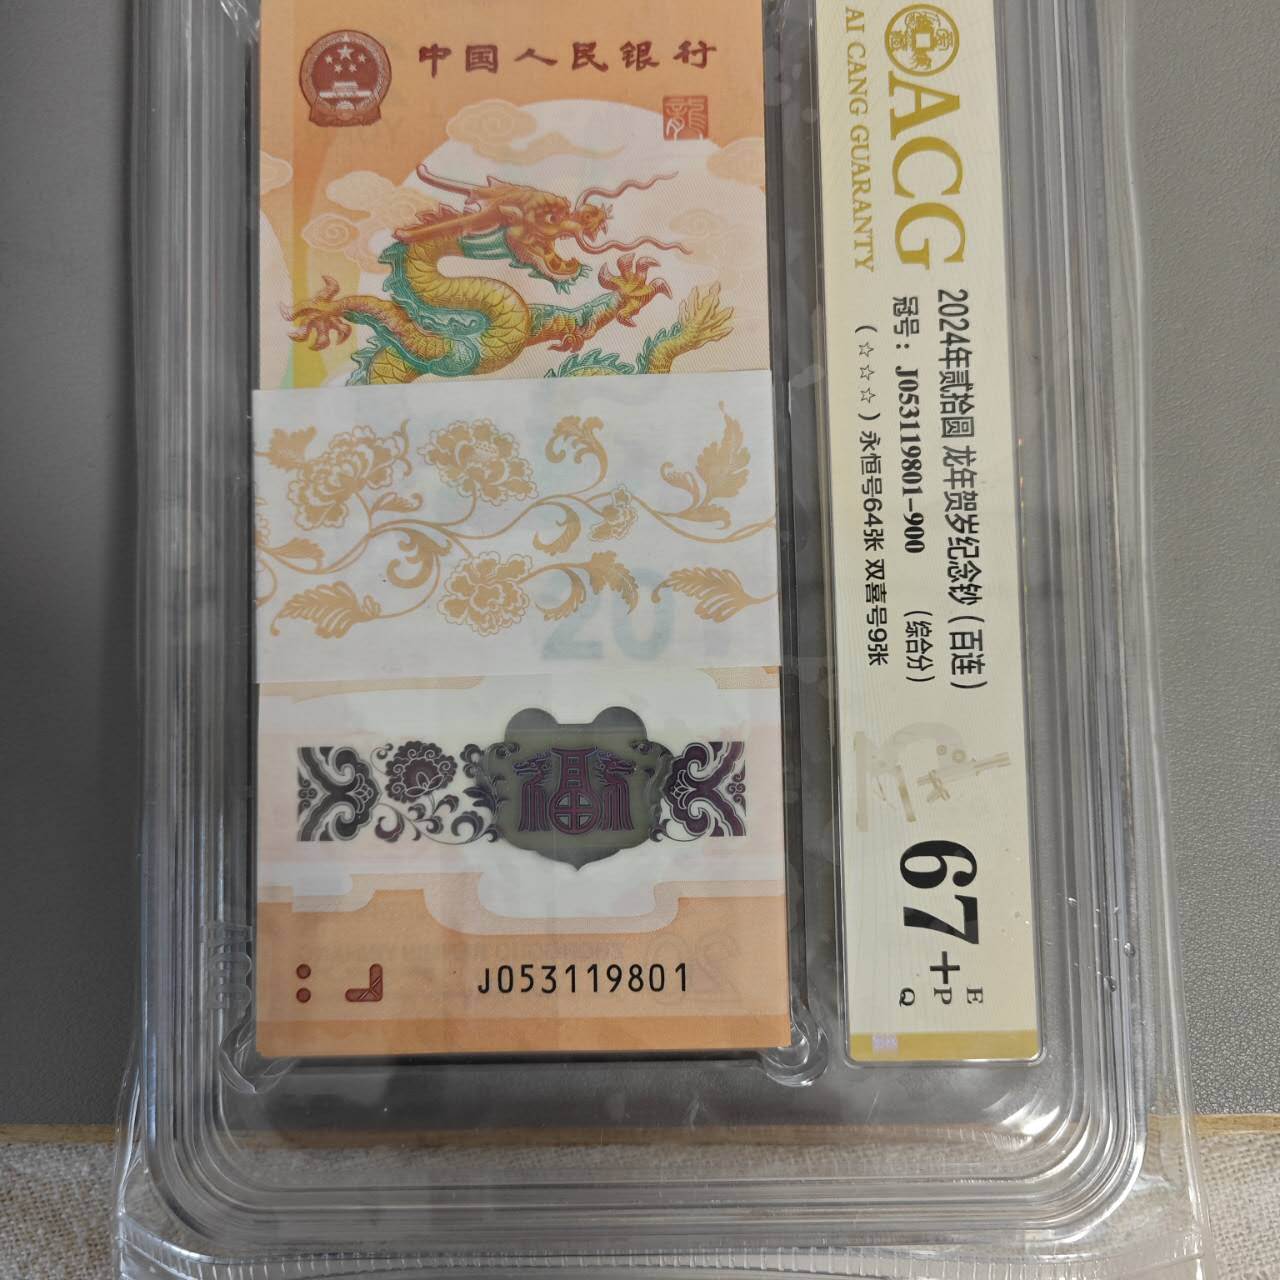 中国人民银行
龍
20
J053119801
ACG
AI CANG GUARANTY
2024年贰拾圆 龙年贺岁纪念钞（百连）
冠号：J053119801-900 （综合分）
（☆☆☆）永恒号64张 双喜号9张
67+
E
P
Q